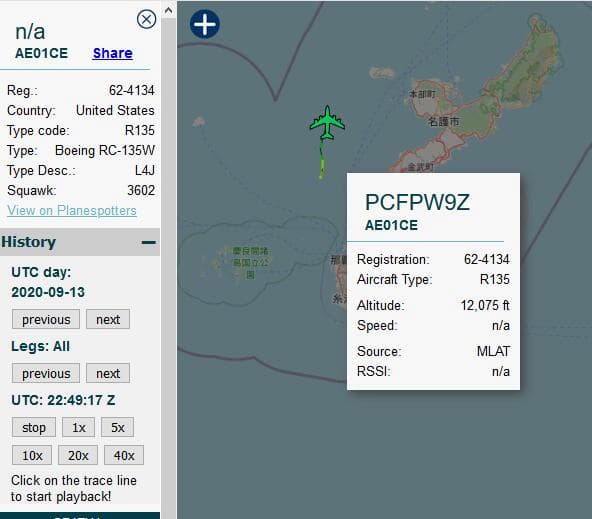 n/a
AE01CE Share
Reg.: 62-4134
Country: United States
Type code: R135
Type: Boeing RC-135W
Type Desc.: L4J
Squawk: 3602
View on Planespotters
History
UTC day:
2020-09-13
previous next
Legs: All
previous next
UTC: 22:49:17 Z
stop 1x 5x
10x 20x 40x
Click on the trace line
to start playback!
本部町
名護市
金武町
慶良間諸
島国立公
園
PCFPW9Z
AE01CE
Registration: 62-4134
Aircraft Type: R135
Altitude: 12,075 ft
Speed: n/a
Source: MLAT
RSSI: n/a